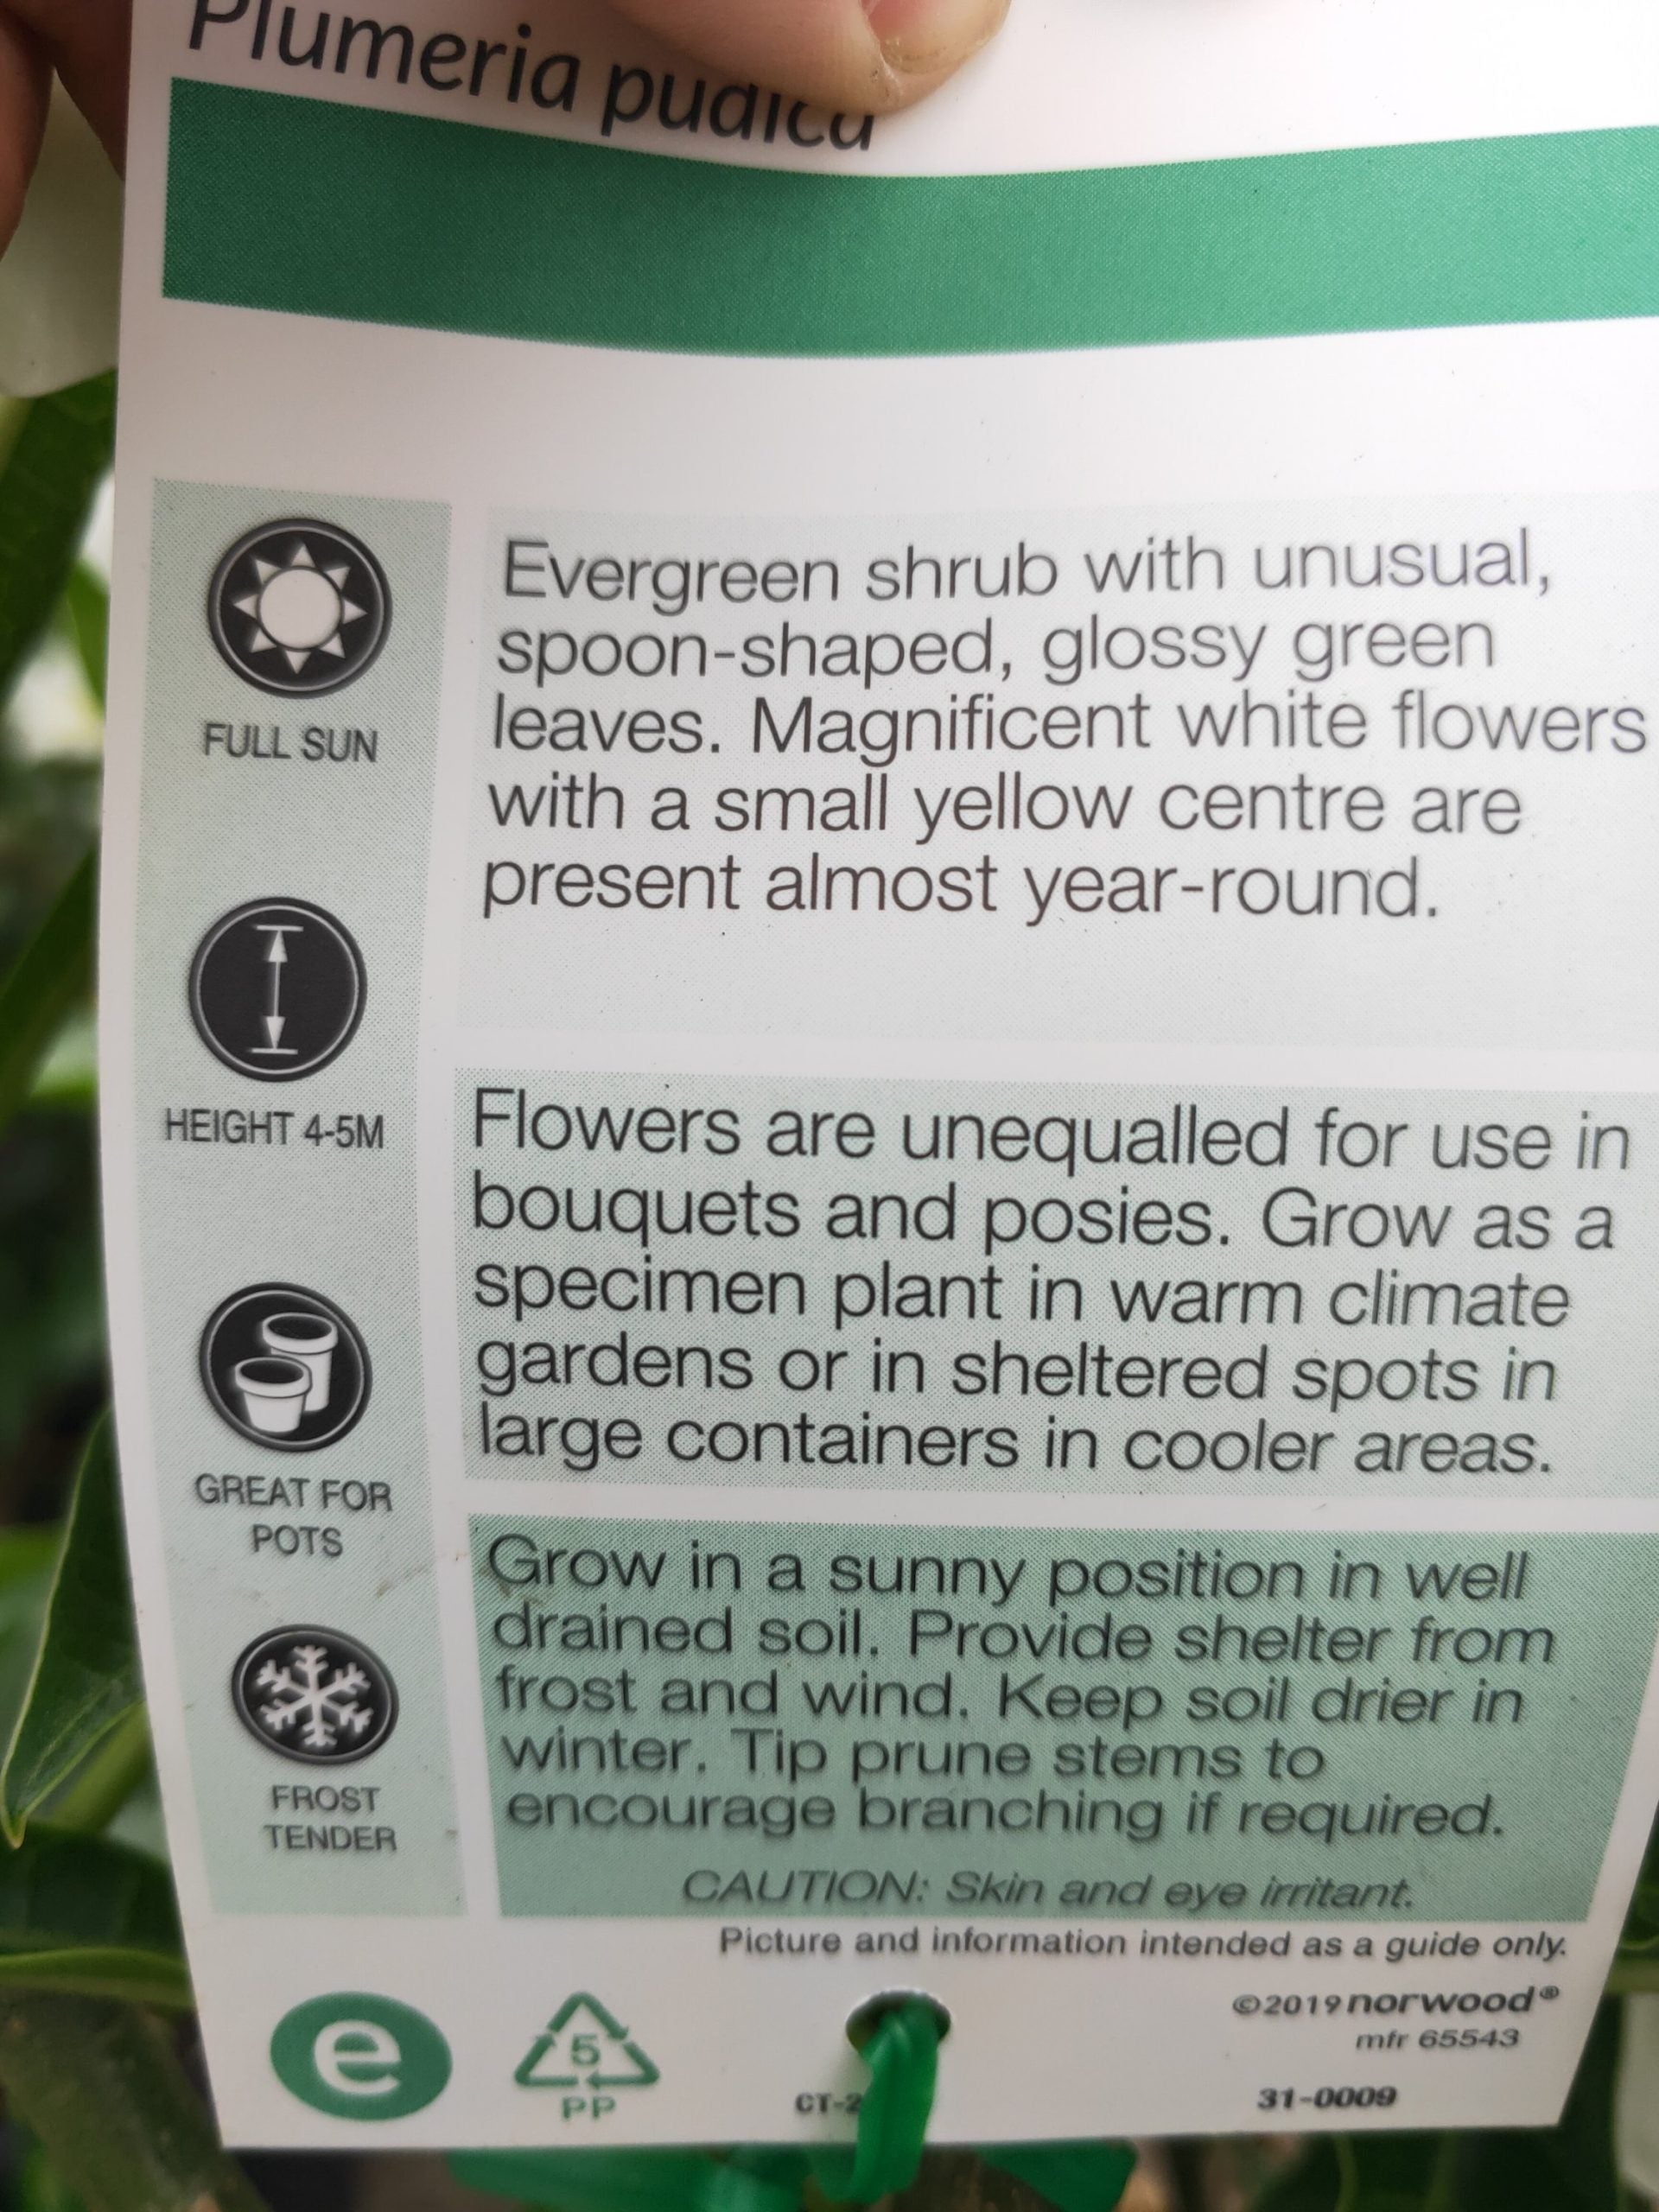 Plumeria pudica
FULL SUN
HEIGHT 4-5M
GREAT FOR
POTS
FROST
TENDER
Evergreen shrub with unusual,
spoon-shaped, glossy green
leaves. Magnificent white flowers
with a small yellow centre are
present almost year-round.
Flowers are unequalled for use in
bouquets and posies. Grow as a
specimen plant in warm climate
gardens or in sheltered spots in
large containers in cooler areas.
Grow in a sunny position in well
drained soil. Provide shelter from
frost and wind. Keep soil drier in
winter. Tip prune stems to
encourage branching if required.
CAUTION: Skin and eye irritant.
Picture and information intended as a guide only.
e
5
PP
©2019 norwood®
mfr 65543
31-0009